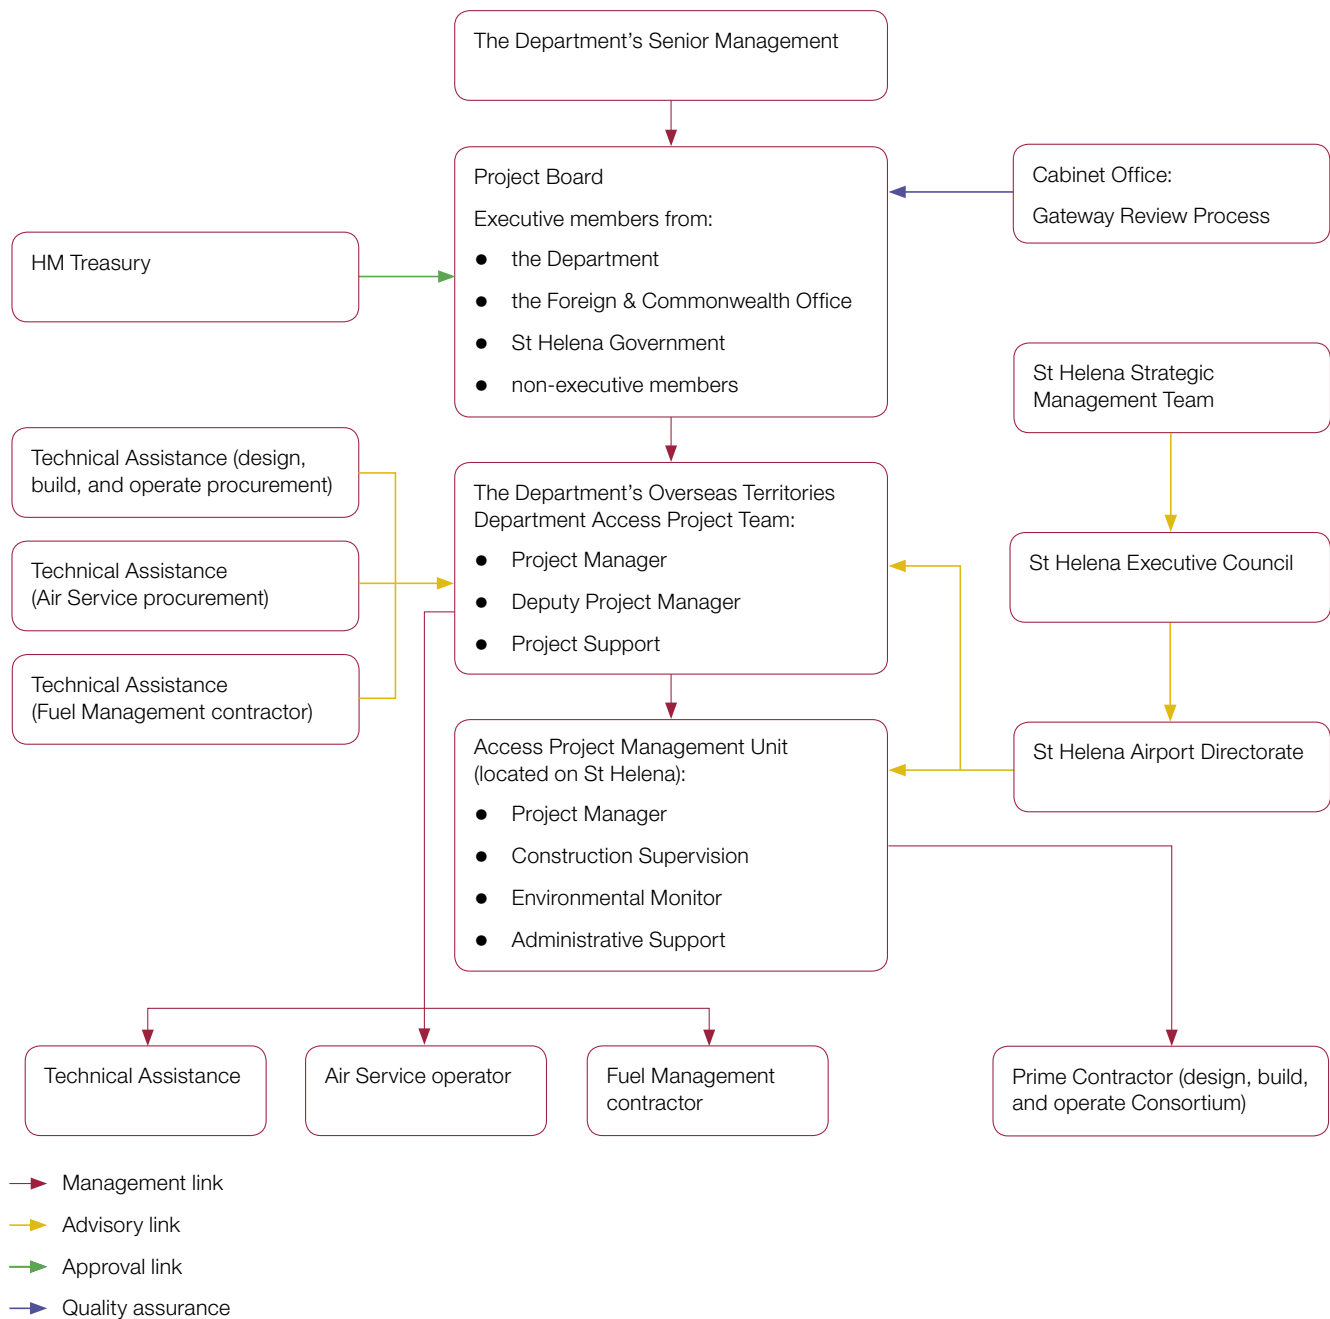 The Department’s Senior Management
Project Board
Executive members from:
● the Department
● the Foreign & Commonwealth Office
● St Helena Government
● non-executive members
Cabinet Office:
Gateway Review Process
HM Treasury
St Helena Strategic
Management Team
Technical Assistance (design,
build, and operate procurement)
Technical Assistance
(Air Service procurement)
Technical Assistance
(Fuel Management contractor)
The Department’s Overseas Territories
Department Access Project Team:
● Project Manager
● Deputy Project Manager
● Project Support
St Helena Executive Council
Access Project Management Unit
(located on St Helena):
● Project Manager
● Construction Supervision
● Environmental Monitor
● Administrative Support
St Helena Airport Directorate
Technical Assistance
Air Service operator
Fuel Management
contractor
Prime Contractor (design, build,
and operate Consortium)
Management link
Advisory link
Approval link
Quality assurance